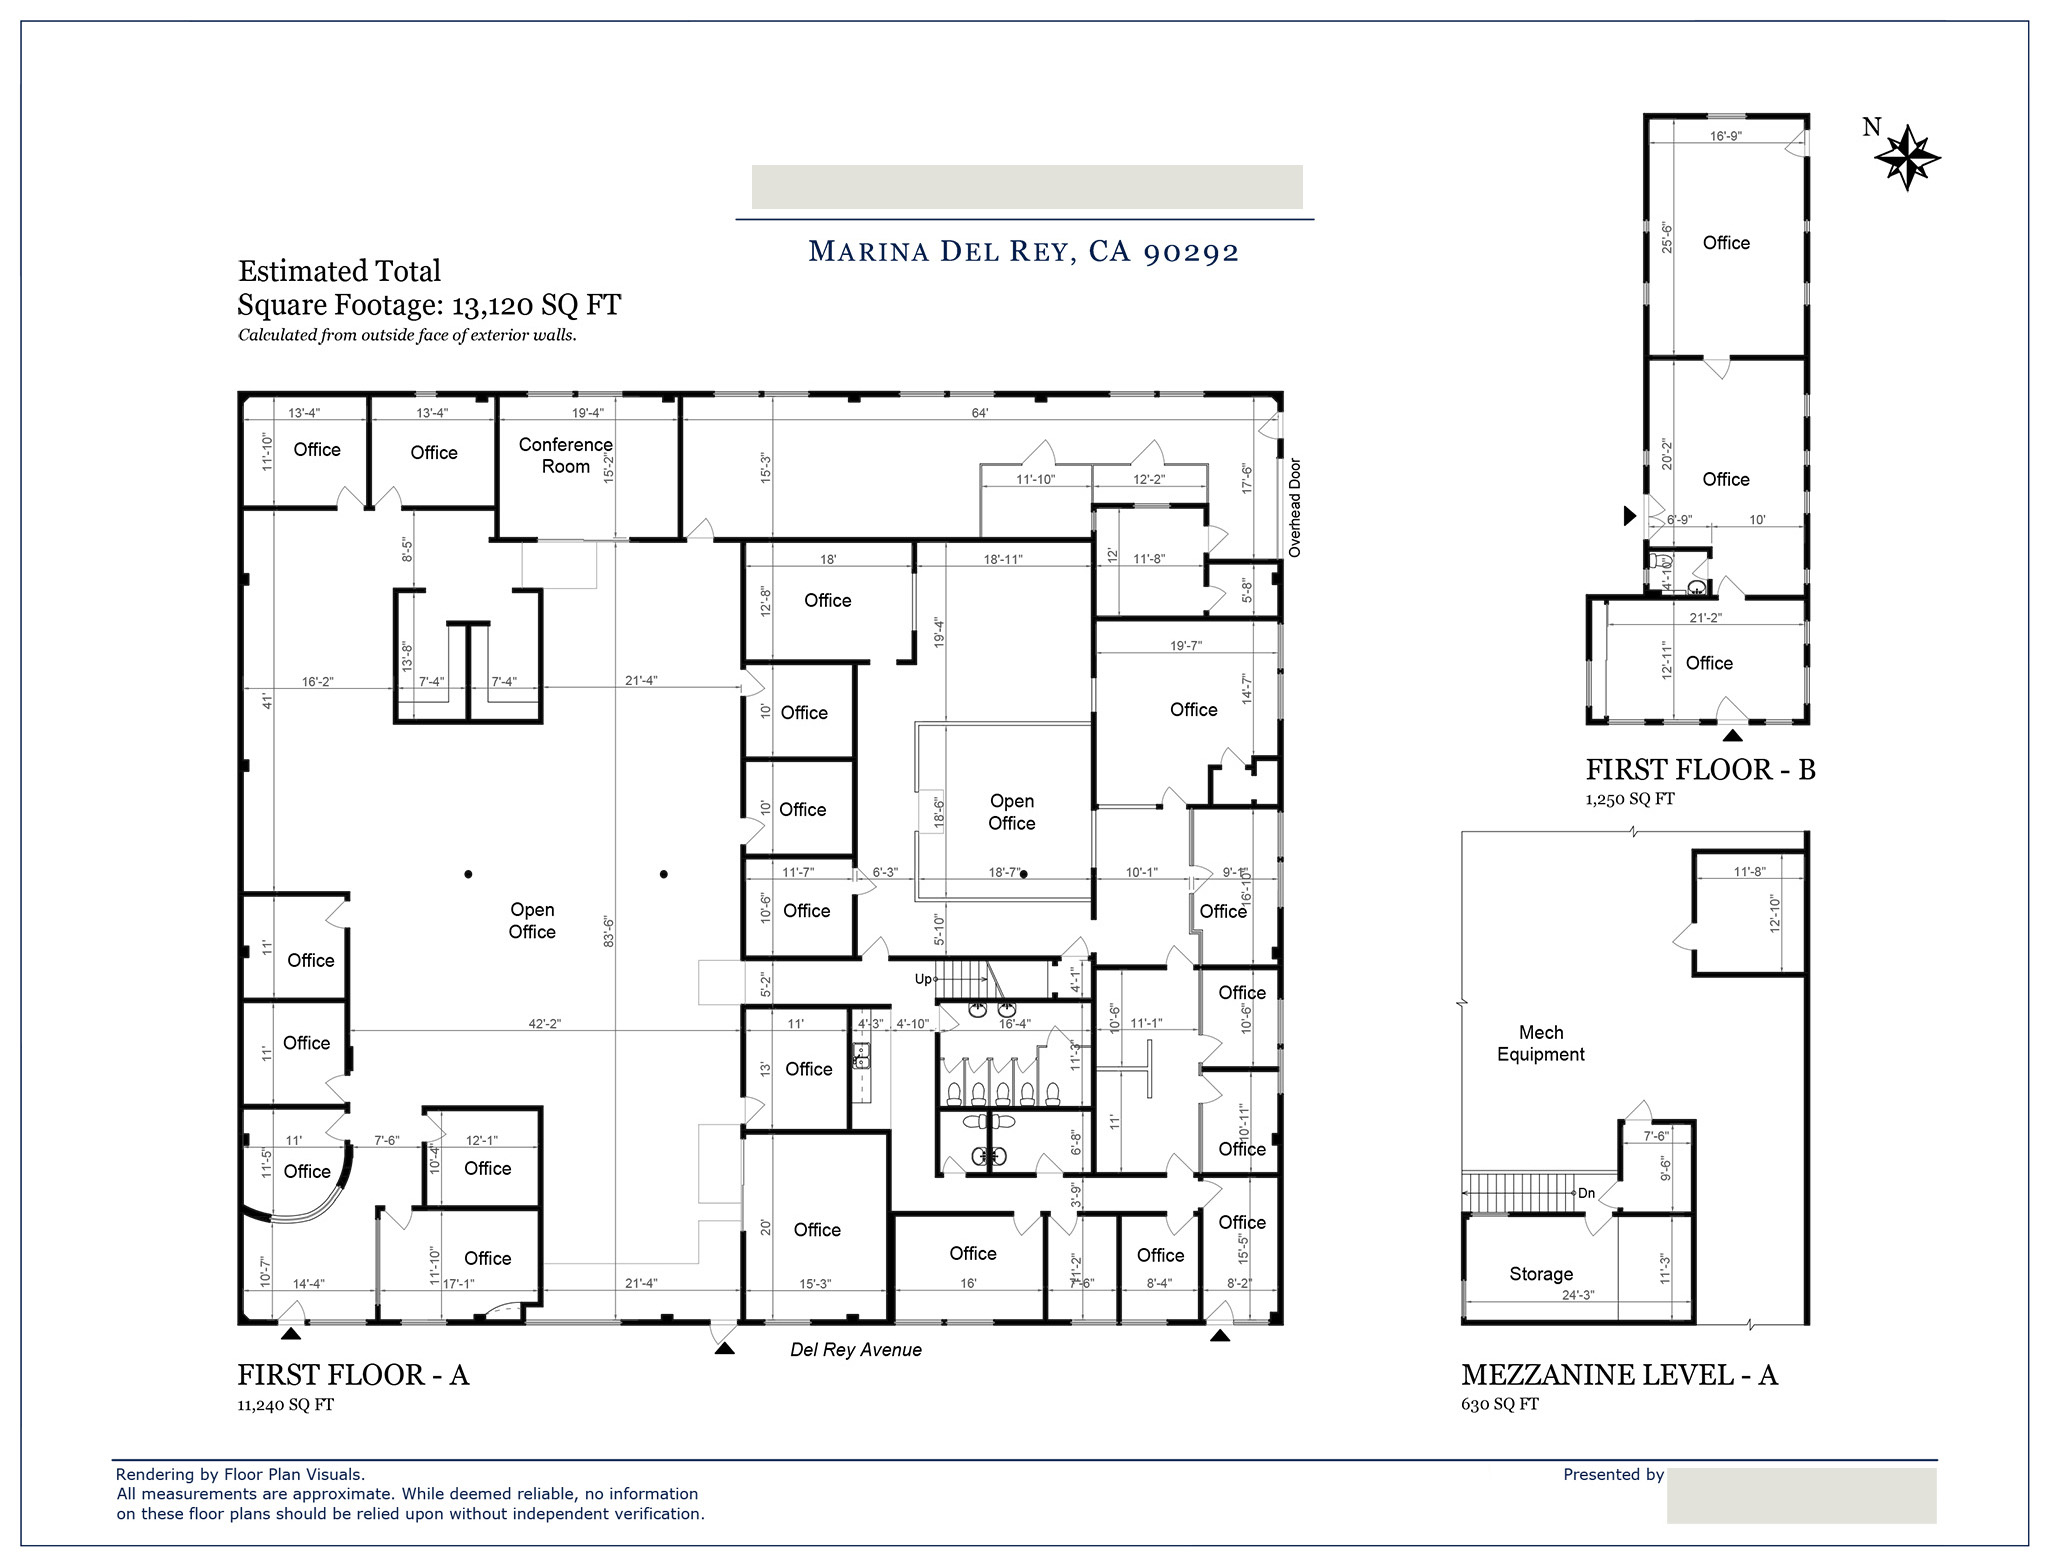 N
MARINA DEL REY, CA 90292
Estimated Total
Square Footage: 13,120 SQ FT
Calculated from outside face of exterior walls.
13'-4"
13'-4"
19'-4"
64'
11'-10"
Office
Office
Conference
Room
15'-2"
15'-3"
11'-10"
12'-2"
17'-6"
Overhead Door
8'-5"
18'
18'-11"
12'
11'-8"
5'-8"
12'-8"
Office
19'-4"
13'-8"
16'-2"
7'-4"
7'-4"
21'-4"
41'
10'
Office
19'-7"
14'-7"
Office
10'
Office
18'-6"
Open
Office
11'-7"
6'-3"
18'-7"
10'-1"
9'-1"
16'-10"
Office
Open
Office
83'-6"
10'-6"
Office
5'-10"
11'
Office
5'-2"
Up
4'-1"
Office
10'-6"
10'-6"
42'-2"
11'
4'-3"
4'-10"
16'-4"
11'-1"
11'
Office
13'
Office
11'-3"
11'
10'-11"
Office
11'
7'-6"
12'-1"
11'-5"
Office
10'-4"
Office
6'-8"
3'-9"
20'
Office
Office
15'-5"
10'-7"
14'-4"
11'-10"
Office
17'-1"
21'-4"
15'-3"
Office
16'
7'-6"
Office
8'-4"
8'-2"
Del Rey Avenue
FIRST FLOOR - A
11,240 SQ FT
16'-9"
25'-6"
Office
20'-2"
Office
6'-9"
10'
4'-10"
21'-2"
12'-11"
Office
FIRST FLOOR - B
1,250 SQ FT
11'-8"
12'-10"
Mech
Equipment
7'-6"
9'-6"
Dn
Storage
24'-3"
11'-3"
MEZZANINE LEVEL - A
630 SQ FT
Rendering by Floor Plan Visuals.
All measurements are approximate. While deemed reliable, no information
on these floor plans should be relied upon without independent verification.
Presented by